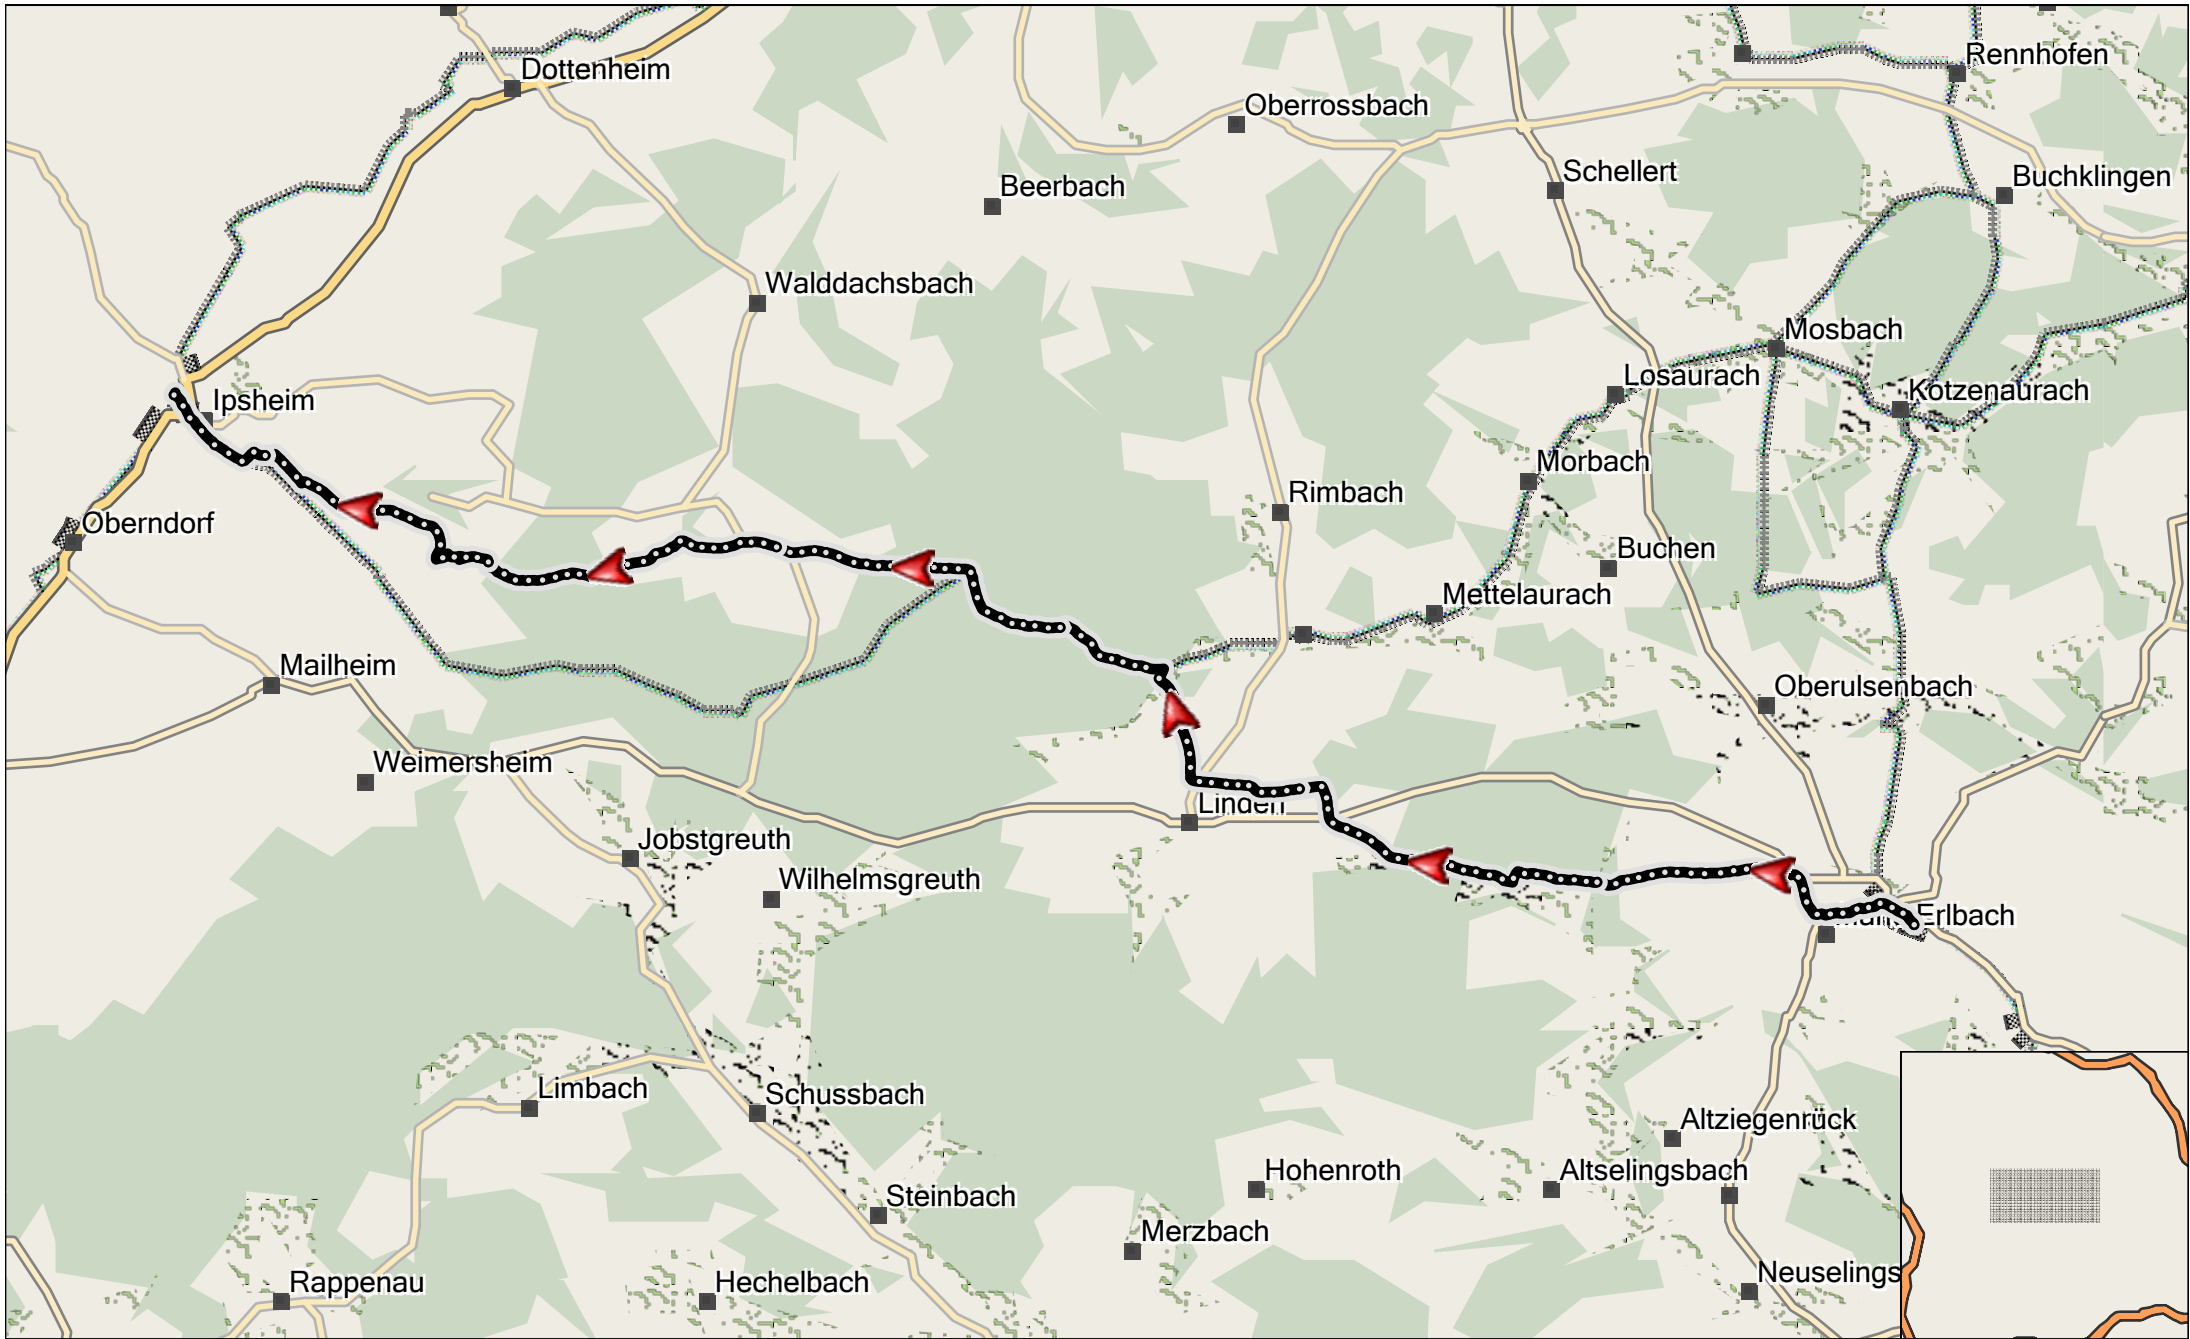 Rennhofen
Dottenheim
Oberrossbach
Schellert
Buchklingen
Beerbach
Walddachsbach
Mosbach
Losaurach
Kotzenaurach
Ipsheim
Morbach
Rimbach
Oberndorf
Buchen
Mettelaurach
Mailheim
Oberulsenbach
Weimersheim
Linden
Jobstgreuth
Wilhelmsgreuth
Erlbach
Limbach
Schussbach
Altziegenrück
Hohenroth
Altselingsbach
Steinbach
Merzbach
Rappenau
Hechelbach
Neuselings